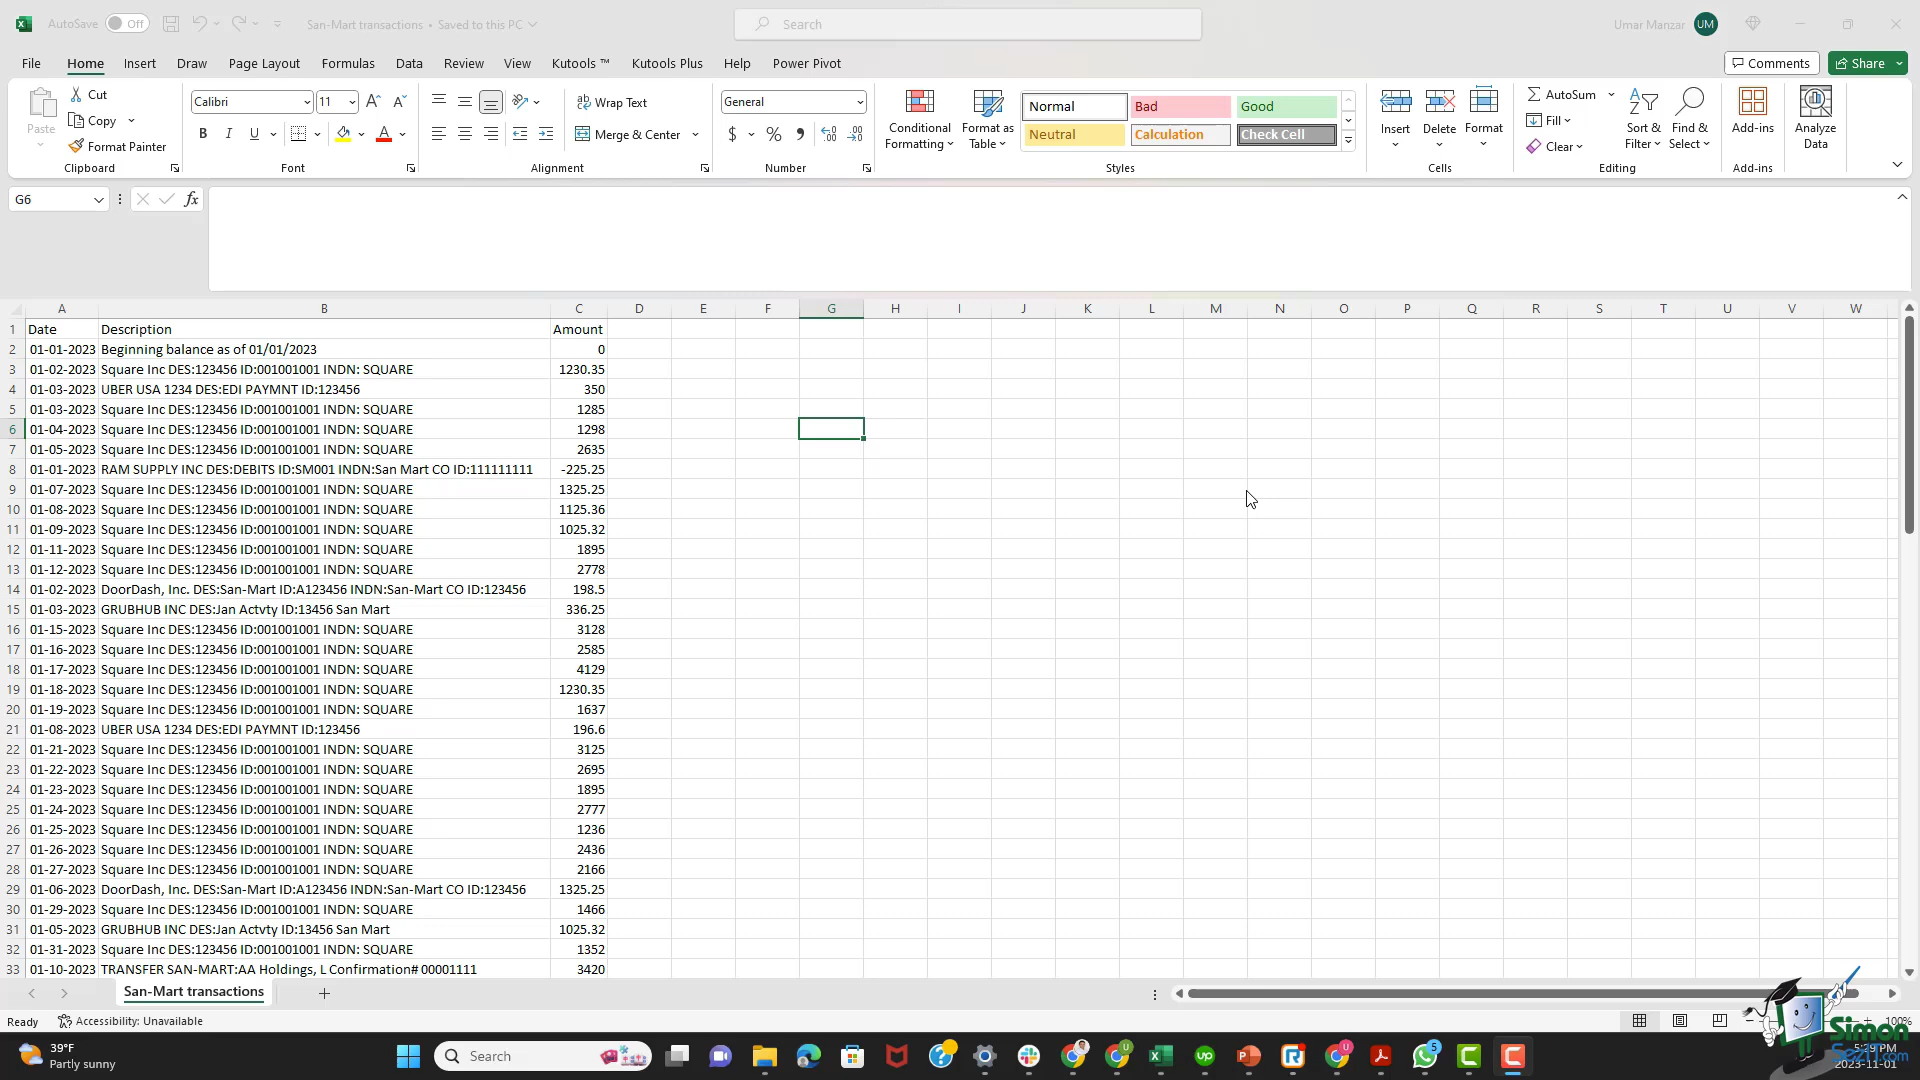 AutoSave Off San-Mart transactions • Saved to this PC Search Umar Manzar UM
File Home Insert Draw Page Layout Formulas Data Review View Kutools ™ Kutools Plus Help Power Pivot Comments Share
Paste Cut Copy Format Painter Clipboard
Calibri 11 B I U A Font
ab Wrap Text Merge & Center Alignment
General $ % Number
Conditional Formatting Format as Table Normal Bad Good Neutral Calculation Check Cell Styles
Insert Delete Format Cells
AutoSum Fill Clear Sort & Filter Find & Select Editing
Add-ins Add-ins
Analyze Data
G6 fx
A B C D E F G H I J K L M N O P Q R S T U V W
1 Date Description Amount
2 01-01-2023 Beginning balance as of 01/01/2023 0
3 01-02-2023 Square Inc DES:123456 ID:001001001 INDN: SQUARE 1230.35
4 01-03-2023 UBER USA 1234 DES:EDI PAYMNT ID:123456 350
5 01-03-2023 Square Inc DES:123456 ID:001001001 INDN: SQUARE 1285
6 01-04-2023 Square Inc DES:123456 ID:001001001 INDN: SQUARE 1298
7 01-05-2023 Square Inc DES:123456 ID:001001001 INDN: SQUARE 2635
8 01-01-2023 RAM SUPPLY INC DES:DEBITS ID:SM001 INDN:San Mart CO ID:111111111 -225.25
9 01-07-2023 Square Inc DES:123456 ID:001001001 INDN: SQUARE 1325.25
10 01-08-2023 Square Inc DES:123456 ID:001001001 INDN: SQUARE 1125.36
11 01-09-2023 Square Inc DES:123456 ID:001001001 INDN: SQUARE 1025.32
12 01-11-2023 Square Inc DES:123456 ID:001001001 INDN: SQUARE 1895
13 01-12-2023 Square Inc DES:123456 ID:001001001 INDN: SQUARE 2778
14 01-02-2023 DoorDash, Inc. DES:San-Mart ID:A123456 INDN:San-Mart CO ID:123456 198.5
15 01-03-2023 GRUBHUB INC DES:Jan Actvty ID:13456 San Mart 336.25
16 01-15-2023 Square Inc DES:123456 ID:001001001 INDN: SQUARE 3128
17 01-16-2023 Square Inc DES:123456 ID:001001001 INDN: SQUARE 2585
18 01-17-2023 Square Inc DES:123456 ID:001001001 INDN: SQUARE 4129
19 01-18-2023 Square Inc DES:123456 ID:001001001 INDN: SQUARE 1230.35
20 01-19-2023 Square Inc DES:123456 ID:001001001 INDN: SQUARE 1637
21 01-08-2023 UBER USA 1234 DES:EDI PAYMNT ID:123456 196.6
22 01-21-2023 Square Inc DES:123456 ID:001001001 INDN: SQUARE 3125
23 01-22-2023 Square Inc DES:123456 ID:001001001 INDN: SQUARE 2695
24 01-23-2023 Square Inc DES:123456 ID:001001001 INDN: SQUARE 1895
25 01-24-2023 Square Inc DES:123456 ID:001001001 INDN: SQUARE 2777
26 01-25-2023 Square Inc DES:123456 ID:001001001 INDN: SQUARE 1236
27 01-26-2023 Square Inc DES:123456 ID:001001001 INDN: SQUARE 2436
28 01-27-2023 Square Inc DES:123456 ID:001001001 INDN: SQUARE 2166
29 01-06-2023 DoorDash, Inc. DES:San-Mart ID:A123456 INDN:San-Mart CO ID:123456 1325.25
30 01-29-2023 Square Inc DES:123456 ID:001001001 INDN: SQUARE 1466
31 01-05-2023 GRUBHUB INC DES:Jan Actvty ID:13456 San Mart 1025.32
32 01-31-2023 Square Inc DES:123456 ID:001001001 INDN: SQUARE 1352
33 01-10-2023 TRANSFER SAN-MART:AA Holdings, L Confirmation# 00001111 3420
San-Mart transactions
Ready Accessibility: Unavailable 100%
39°F
Partly sunny
Search
5
5:29 PM
2023-11-01
Simon
SezIT.com